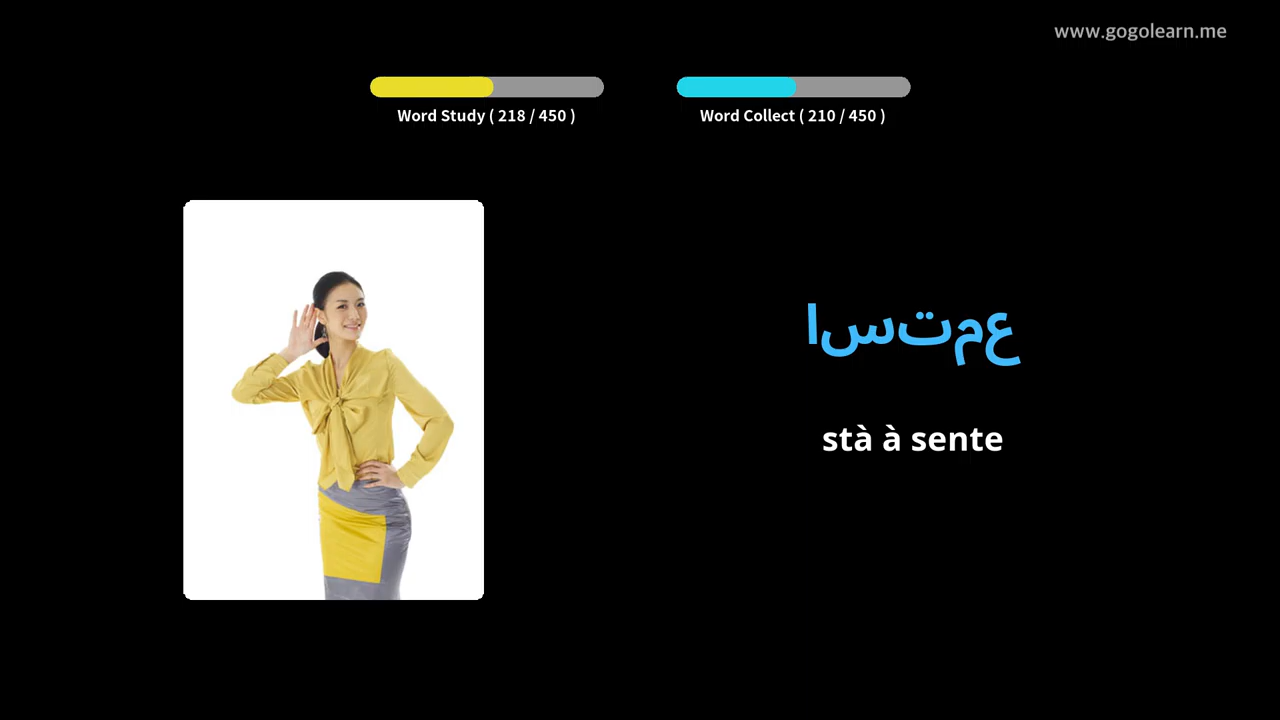 www.gogolearn.me
Word Study ( 218 / 450 )
Word Collect ( 210 / 450 )
استمع
stà à sente